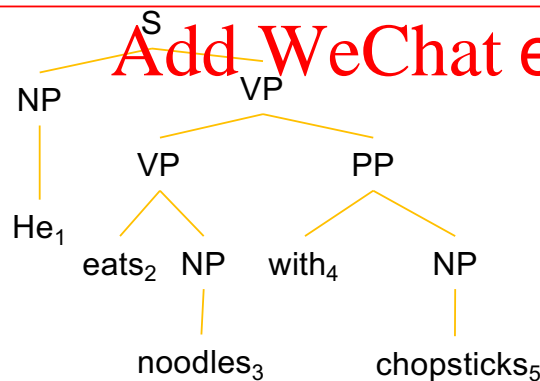 S
Add WeChat e
NP VP
VP PP
He₁
eats₂ NP with₄ NP
noodles₃ chopsticks₅